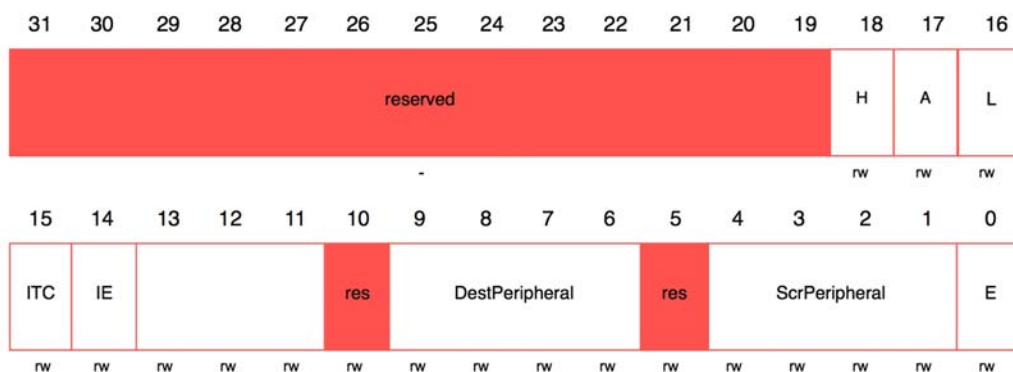 31 30 29 28 27 26 25 24 23 22 21 20 19 18 17 16
reserved H A L
- rw rw rw
15 14 13 12 11 10 9 8 7 6 5 4 3 2 1 0
ITC IE res DestPeripheral res ScrPeripheral E
rw rw rw rw rw rw rw rw rw rw rw rw rw rw rw rw